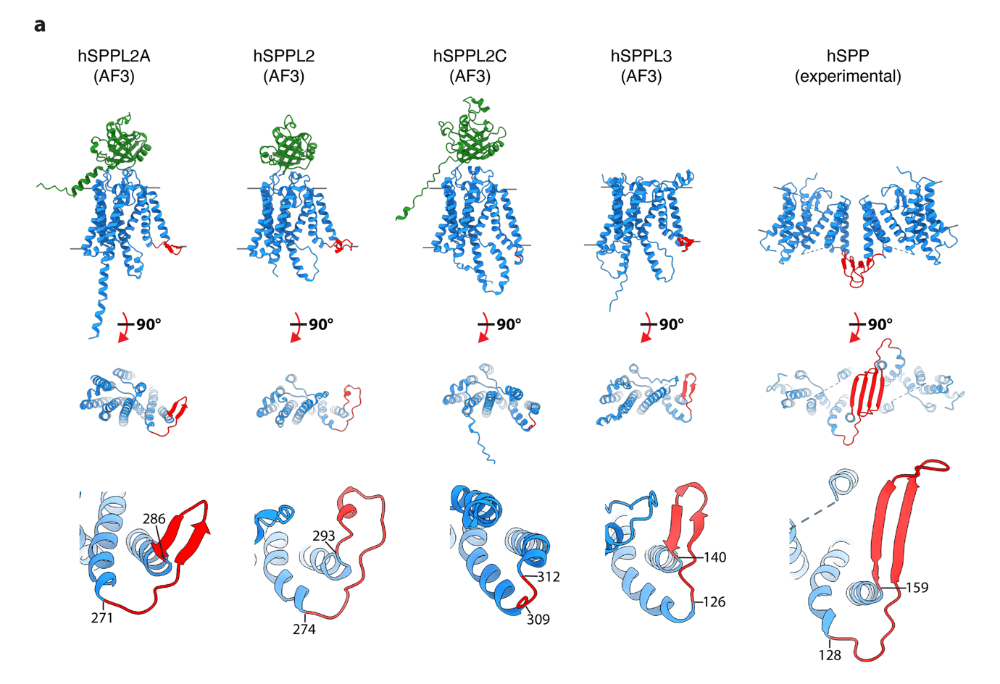 a
hSPPL2A
(AF3)
hSPPL2
(AF3)
hSPPL2C
(AF3)
hSPPL3
(AF3)
hSPP
(experimental)
90°
90°
90°
90°
90°
286
271
293
274
312
309
140
126
159
128